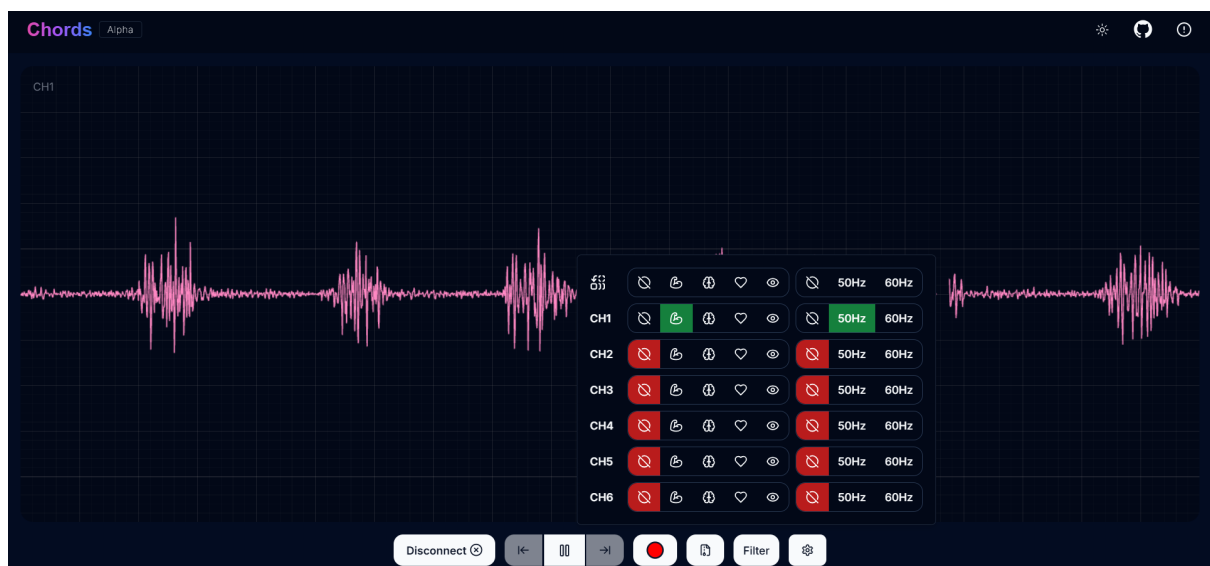 Chords Alpha
CH1
50Hz 60Hz
CH1 50Hz 60Hz
CH2 50Hz 60Hz
CH3 50Hz 60Hz
CH4 50Hz 60Hz
CH5 50Hz 60Hz
CH6 50Hz 60Hz
Disconnect Filter